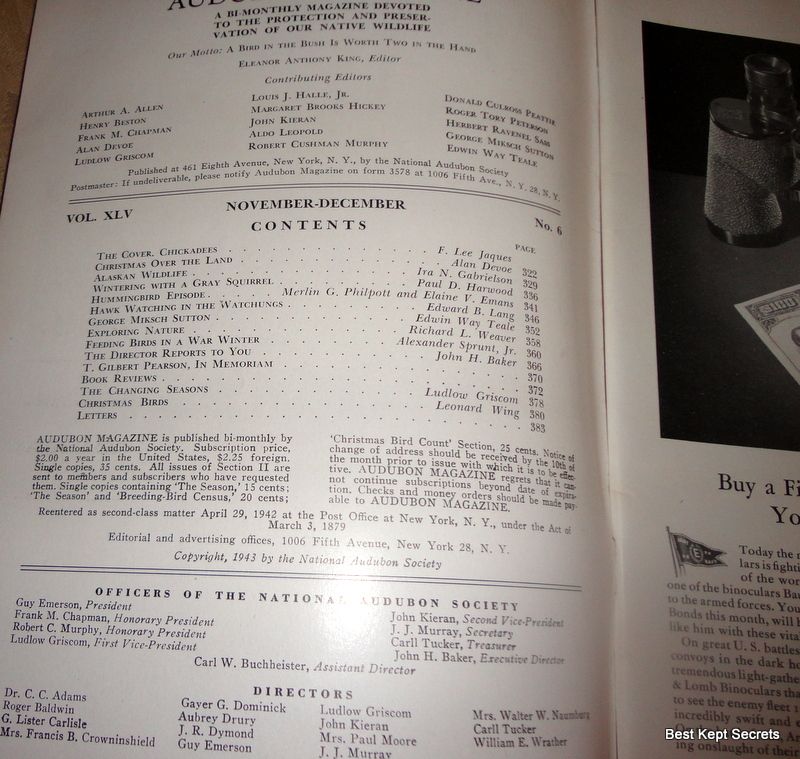 A BI-MONTHLY MAGAZINE DEVOTED
TO THE PROTECTION AND PRESER-
VATION OF OUR NATIVE WILDLIFE
Our Motto: A BIRD IN THE BUSH IS WORTH TWO IN THE HAND
ELEANOR ANTHONY KING, Editor
Contributing Editors
ARTHUR A. ALLEN
HENRY BESTON
FRANK M. CHAPMAN
ALAN DEVOE
LUDLOW GRISCOM
LOUIS J. HALLE, JR.
MARGARET BROOKS HICKEY
JOHN KIERAN
ALDO LEOPOLD
ROBERT CUSHMAN MURPHY
DONALD CULROSS PEATTIE
ROGER TORY PETERSON
HERBERT RAVENEL SASS
GEORGE MIKSCH SUTTON
EDWIN WAY TEALE
Published at 461 Eighth Avenue, New York, N. Y., by the National Audubon Society
Postmaster: If undeliverable, please notify Audubon Magazine on form 3578 at 1006 Fifth Ave., N. Y. 28, N.Y.
VOL. XLV NOVEMBER-DECEMBER No. 6
CONTENTS
PAGE
THE COVER, CHICKADEES . . . F. Lee Jaques
CHRISTMAS OVER THE LAND . . . Alan Devoe 322
ALASKAN WILDLIFE . . . Ira N. Gabrielson 329
WINTERING WITH A GRAY SQUIRREL . . . Paul D. Harwood 336
HUMMINGBIRD EPISODE . . . Merlin G. Philpott and Elaine V. Emans 341
HAWK WATCHING IN THE WATCHUNGS . . . Edward B. Lang 346
GEORGE MIKSCH SUTTON . . . Edwin Way Teale 352
EXPLORING NATURE . . . Richard L. Weaver 358
FEEDING BIRDS IN A WAR WINTER . . . Alexander Sprunt, Jr. 360
THE DIRECTOR REPORTS TO YOU . . . John H. Baker 366
T. GILBERT PEARSON, IN MEMORIAM . . . 370
BOOK REVIEWS . . . 372
THE CHANGING SEASONS . . . Ludlow Griscom 378
CHRISTMAS BIRDS . . . Leonard Wing 380
LETTERS . . . 383
AUDUBON MAGAZINE is published bi-monthly by
the National Audubon Society. Subscription price,
$2.00 a year in the United States, $2.25 foreign.
Single copies, 35 cents. All issues of Section II are
sent to members and subscribers who have requested
them. Single copies containing 'The Season,' 15 cents;
'The Season' and 'Breeding-Bird Census,' 20 cents;
'Christmas Bird Count' Section, 25 cents. Notice of
change of address should be received by the 10th of
the month prior to issue with which it is to be effec-
tive. AUDUBON MAGAZINE regrets that it can-
not continue subscriptions beyond date of expira-
tion. Checks and money orders should be made pay-
able to AUDUBON MAGAZINE.
Reentered as second-class matter April 29, 1942 at the Post Office at New York, N. Y., under the Act of
March 3, 1879
Editorial and advertising offices, 1006 Fifth Avenue, New York 28, N. Y.
Copyright, 1943 by the National Audubon Society
OFFICERS OF THE NATIONAL AUDUBON SOCIETY
Guy Emerson, President
Frank M. Chapman, Honorary President
Robert C. Murphy, Honorary President
Ludlow Griscom, First Vice-President
John Kieran, Second Vice-President
J. J. Murray, Secretary
Carll Tucker, Treasurer
John H. Baker, Executive Director
Carl W. Buchheister, Assistant Director
DIRECTORS
Dr. C. C. Adams
Roger Baldwin
G. Lister Carlisle
Mrs. Francis B. Crowninshield
Gayer G. Dominick
Aubrey Drury
J. R. Dymond
Guy Emerson
Ludlow Griscom
John Kieran
Mrs. Paul Moore
J. J. Murray
Mrs. Walter W. Naumburg
Carll Tucker
William E. Wrather
Buy a Fi
Yo
E
Today the
lars is fighti
of the wor
one of the binoculars Bau
to the armed forces. You
Bonds this month, will h
like him with these vita
On great U. S. battles
convoys in the dark ho
tremendous light-gathe
& Lomb Binoculars tha
to see the enemy fleet
incredibly swift and
ing onslaught of their
Best Kept Secrets